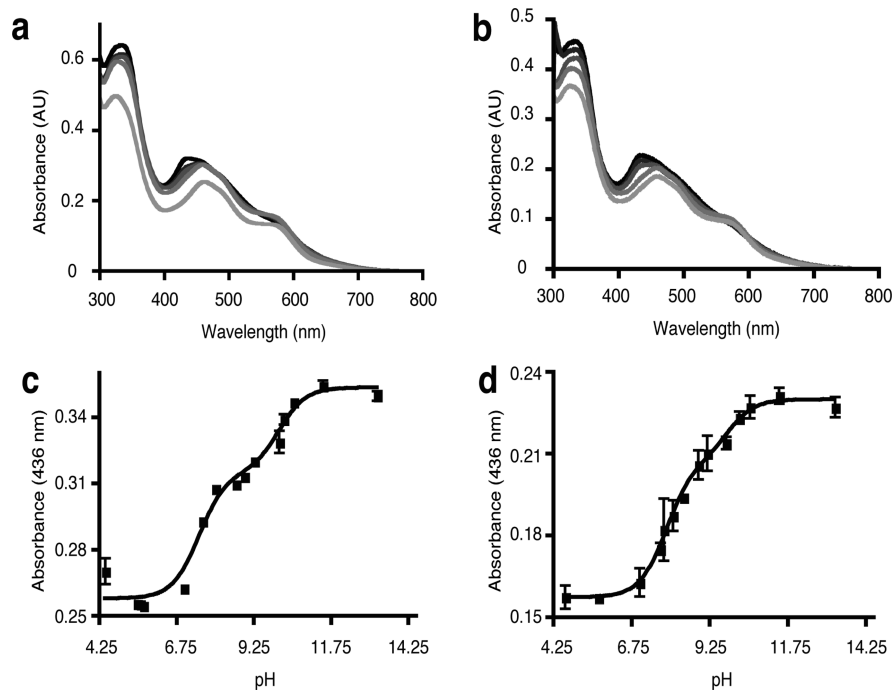 a
0.6
0.4
0.2
0
Absorbance (AU)
300 400 500 600 700 800
Wavelength (nm)
b
0.5
0.4
0.3
0.2
0.1
0
Absorbance (AU)
300 400 500 600 700 800
Wavelength (nm)
c
0.34
0.31
0.28
0.25
Absorbance (436 nm)
4.25 6.75 9.25 11.75 14.25
pH
d
0.24
0.21
0.18
0.15
Absorbance (436 nm)
4.25 6.75 9.25 11.75 14.25
pH